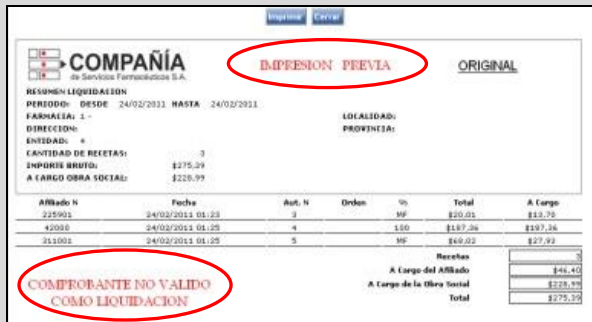 Imprimir Cerrar
COMPAÑÍA
de Servicios Farmacéuticos S.A.
IMPRESION PREVIA
ORIGINAL
RESUMEN LIQUIDACION
PERIODO: DESDE 24/02/2011 HASTA 24/02/2011
FARMACIA: 1 - LOCALIDAD:
DIRECCION: PROVINCIA:
ENTIDAD: 4
CANTIDAD DE RECETAS: 3
IMPORTE BRUTO: $275,39
A CARGO OBRA SOCIAL: $228,99
Afiliado N Fecha Aut. N Orden % Total A Cargo
225901 24/02/2011 01:23 3 MF $20,01 $13,70
42000 24/02/2011 01:25 4 100 $187,36 $187,36
311001 24/02/2011 01:25 5 MF $68,02 $27,93
Recetas 3
A Cargo del Afiliado $46,40
A Cargo de la Obra Social $228,99
Total $275,39
COMPROBANTE NO VALIDO
COMO LIQUIDACION